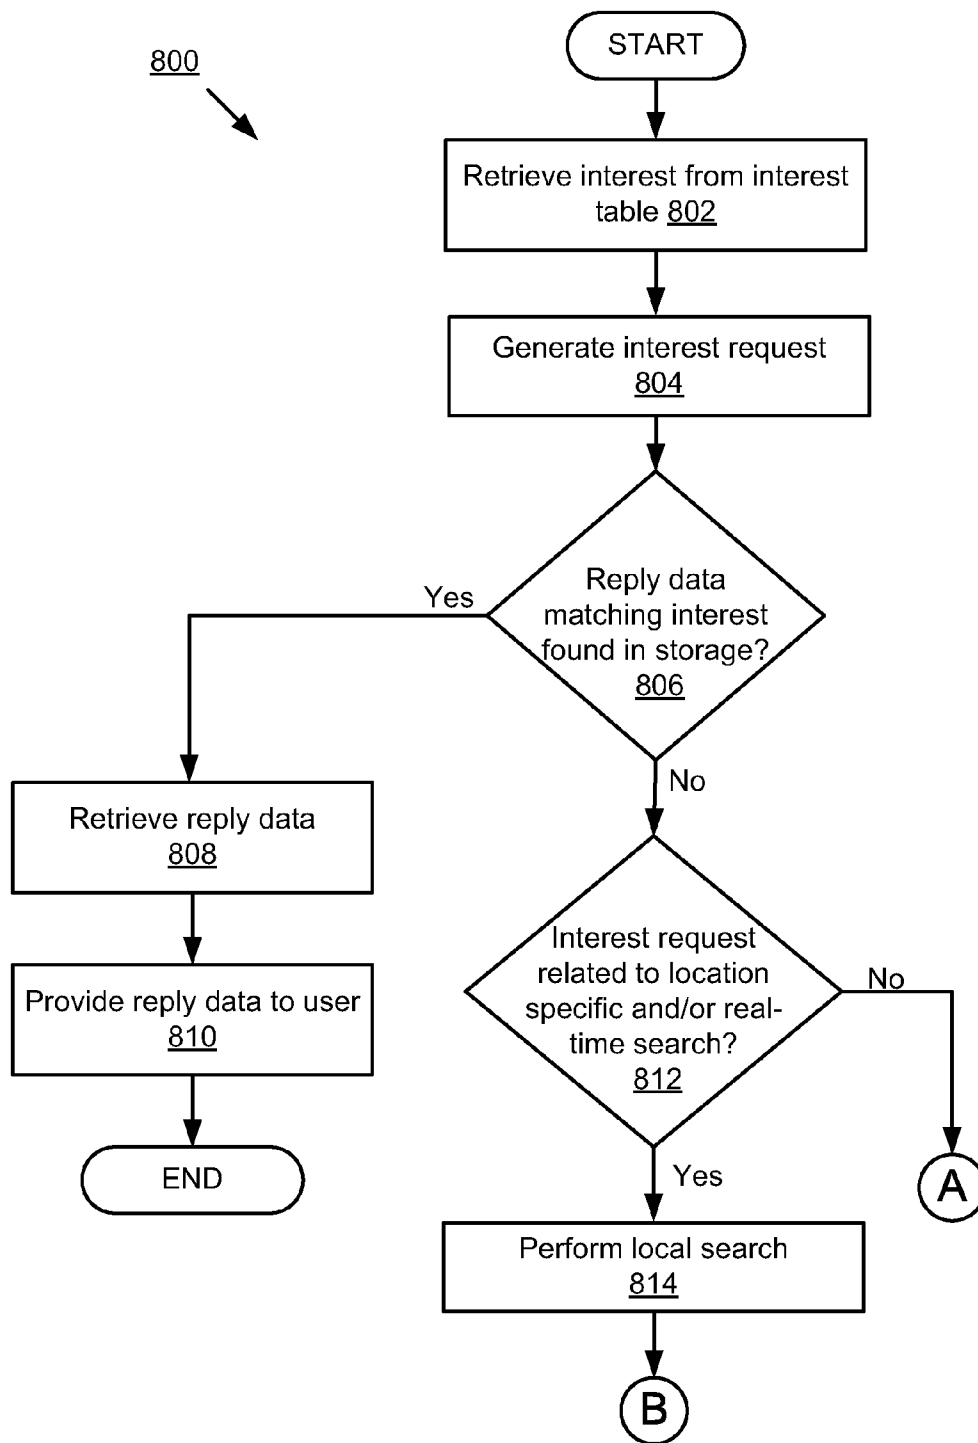 800
START
Retrieve interest from interest
table 802
Generate interest request
804
Reply data
matching interest
found in storage?
806
Yes
No
Retrieve reply data
808
Provide reply data to user
810
END
Interest request
related to location
specific and/or real-
time search?
812
No
A
Yes
Perform local search
814
B